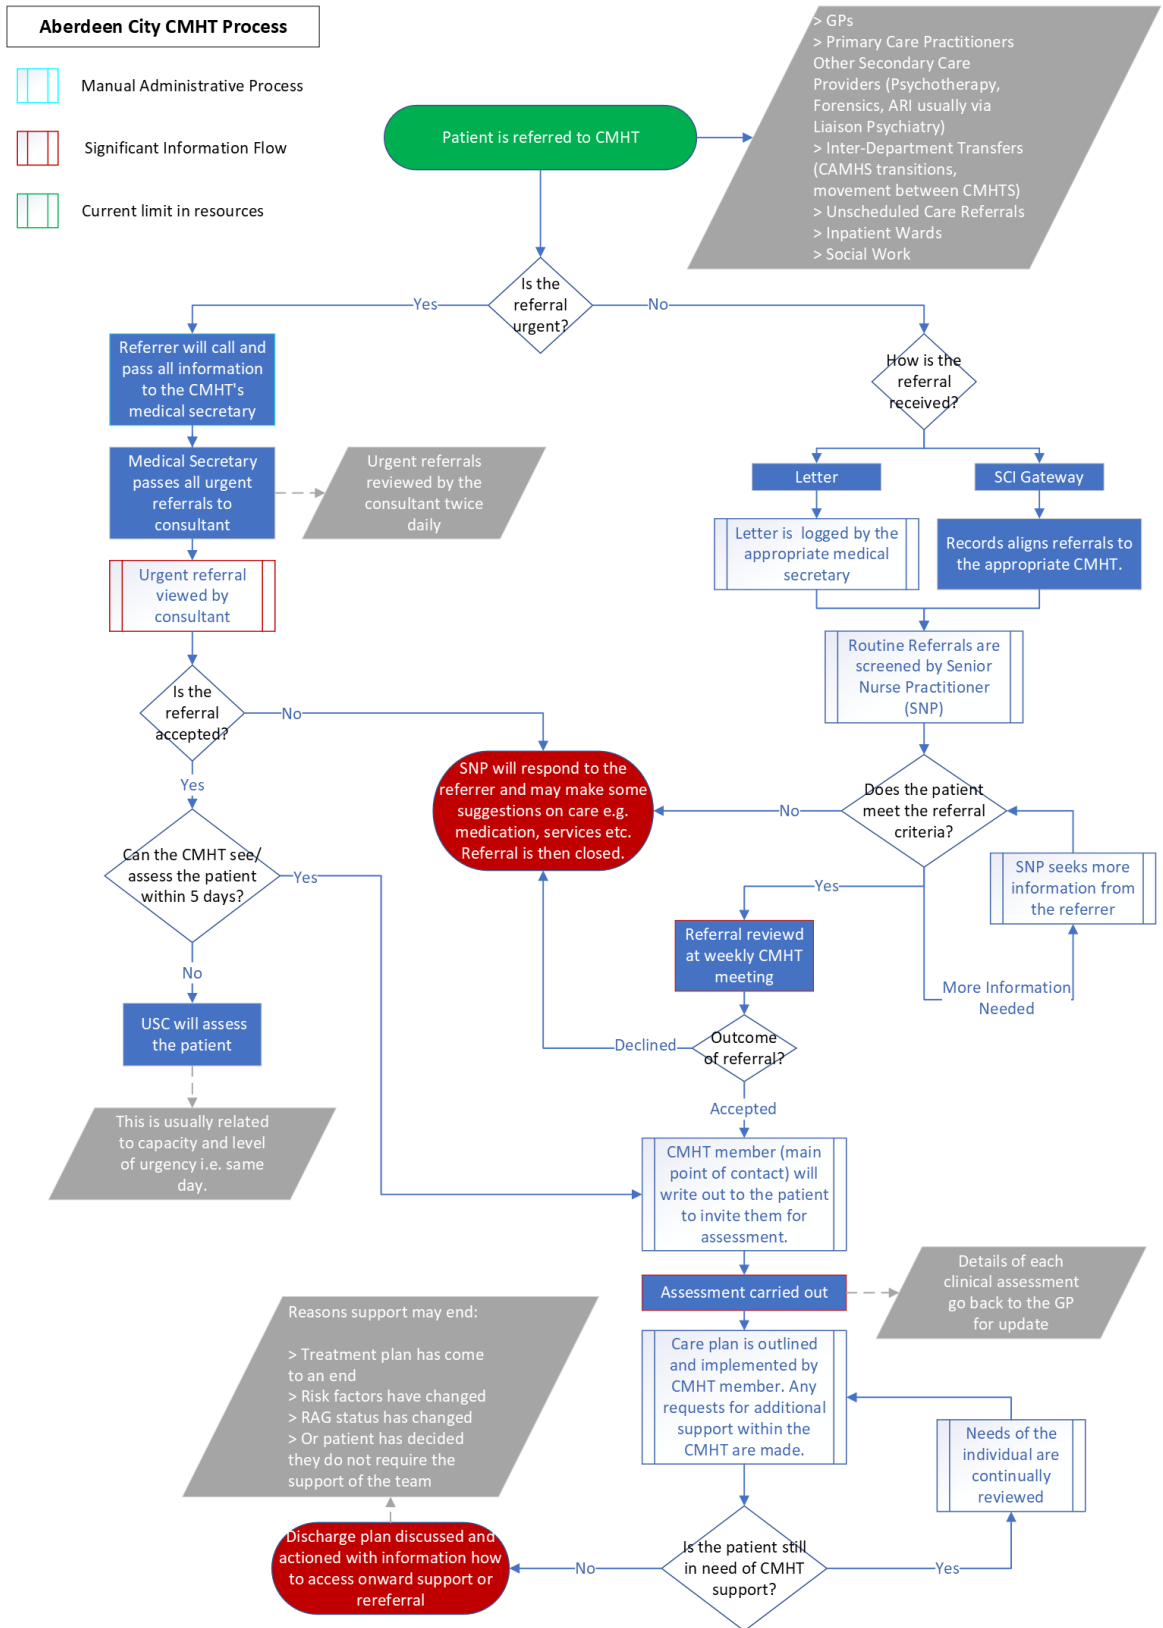 Aberdeen City CMHT Process
Manual Administrative Process
Significant Information Flow
Current limit in resources
Patient is referred to CMHT
> GPs
> Primary Care Practitioners
Other Secondary Care
Providers (Psychotherapy,
Forensics, ARI usually via
Liaison Psychiatry)
> Inter-Department Transfers
(CAMHS transitions,
movement between CMHTS)
> Unscheduled Care Referrals
> Inpatient Wards
> Social Work
Is the
referral
urgent?
Yes
No
Referrer will call and
pass all information
to the CMHT's
medical secretary
Medical Secretary
passes all urgent
referrals to
consultant
Urgent referrals
reviewed by the
consultant twice
daily
Urgent referral
viewed by
consultant
How is the
referral
received?
Letter
SCI Gateway
Letter is logged by the
appropriate medical
secretary
Records aligns referrals to
the appropriate CMHT.
Routine Referrals are
screened by Senior
Nurse Practitioner
(SNP)
Is the
referral
accepted?
No
Yes
SNP will respond to the
referrer and may make some
suggestions on care e.g.
medication, services etc.
Referral is then closed.
No
Does the patient
meet the referral
criteria?
Can the CMHT see/
assess the patient
within 5 days?
Yes
No
Yes
SNP seeks more
information from
the referrer
More Information
Needed
Referral reviewd
at weekly CMHT
meeting
USC will assess
the patient
Outcome
of referral?
Declined
Accepted
This is usually related
to capacity and level
of urgency i.e. same
day.
CMHT member (main
point of contact) will
write out to the patient
to invite them for
assessment.
Assessment carried out
Details of each
clinical assessment
go back to the GP
for update
Reasons support may end:
> Treatment plan has come
to an end
> Risk factors have changed
> RAG status has changed
> Or patient has decided
they do not require the
support of the team
Care plan is outlined
and implemented by
CMHT member. Any
requests for additional
support within the
CMHT are made.
Needs of the
individual are
continually
reviewed
Discharge plan discussed and
actioned with information how
to access onward support or
rereferral
No
Is the patient still
in need of CMHT
support?
Yes